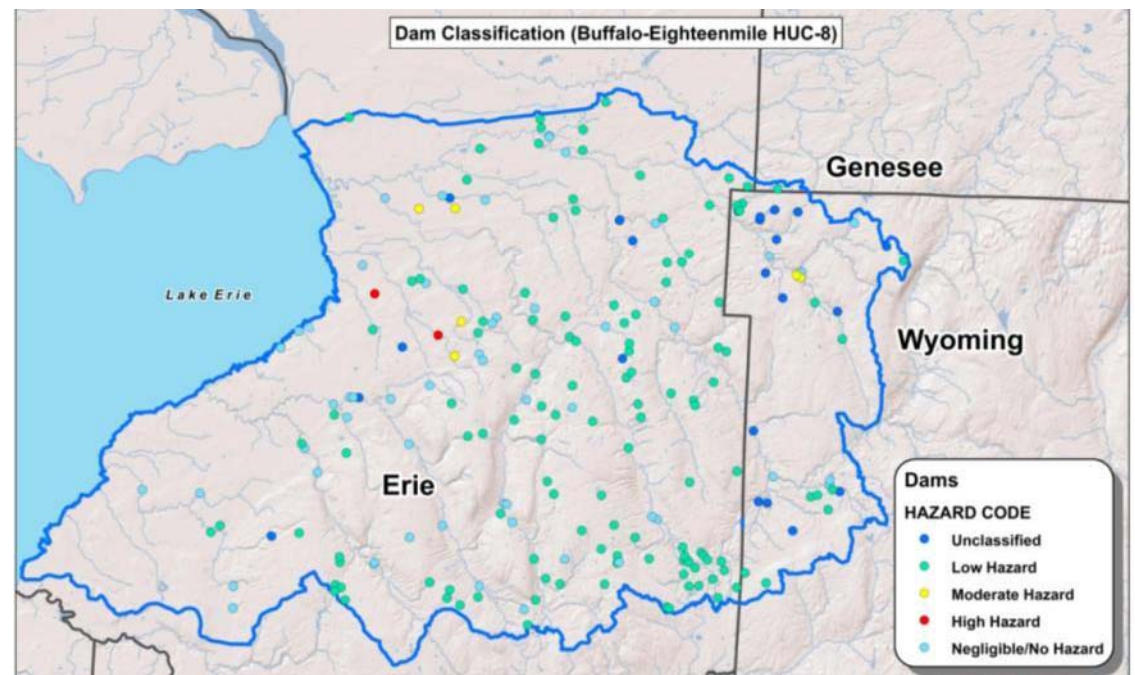 Dam Classification (Buffalo-Eighteenmile HUC-8)
Genesee
Lake Erie
Wyoming
Erie
Dams
HAZARD CODE
Unclassified
Low Hazard
Moderate Hazard
High Hazard
Negligible/No Hazard